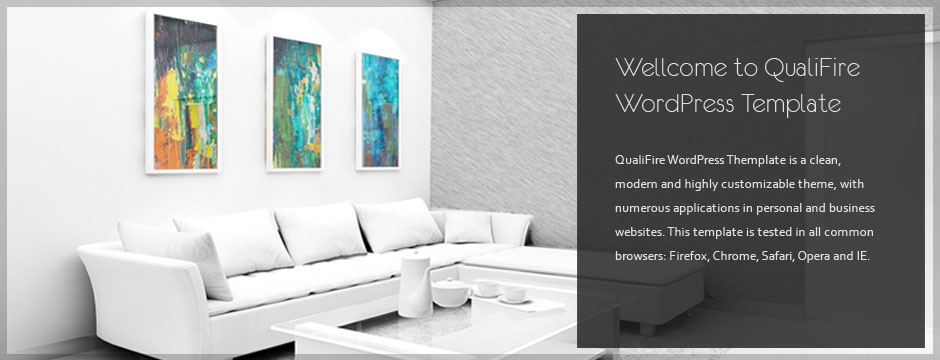 Wellcome to QualiFire
WordPress Template
QualiFire WordPress Themplate is a clean,
modern and highly customizable theme, with
numerous applications in personal and business
websites. This template is tested in all common
browsers: Firefox, Chrome, Safari, Opera and IE.